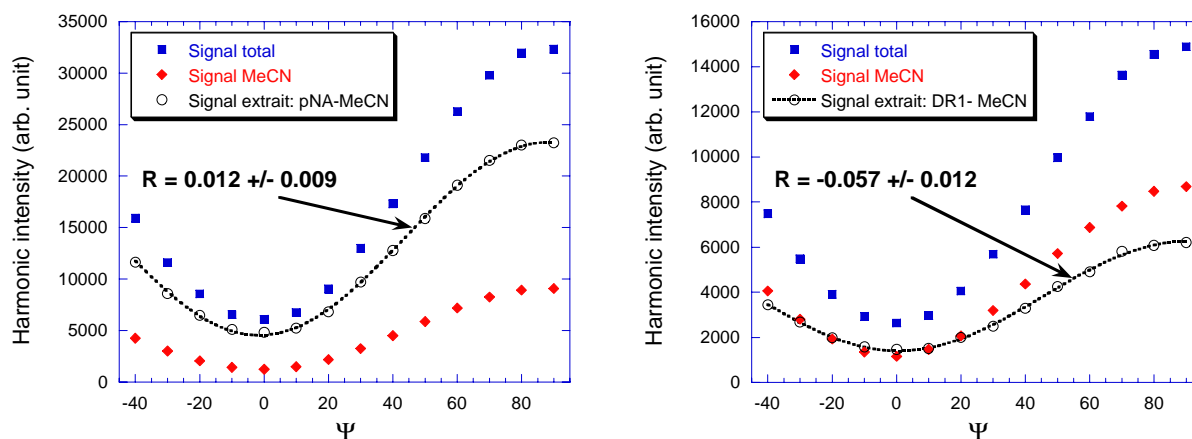 Harmonic intensity (arb. unit)
35000
30000
25000
20000
15000
10000
5000
0
Signal total
Signal MeCN
Signal extrait: pNA-MeCN
R = 0.012 +/- 0.009
-40 -20 0 20 40 60 80
Ψ
Harmonic intensity (arb. unit)
16000
14000
12000
10000
8000
6000
4000
2000
0
Signal total
Signal MeCN
Signal extrait: DR1- MeCN
R = -0.057 +/- 0.012
-40 -20 0 20 40 60 80
Ψ